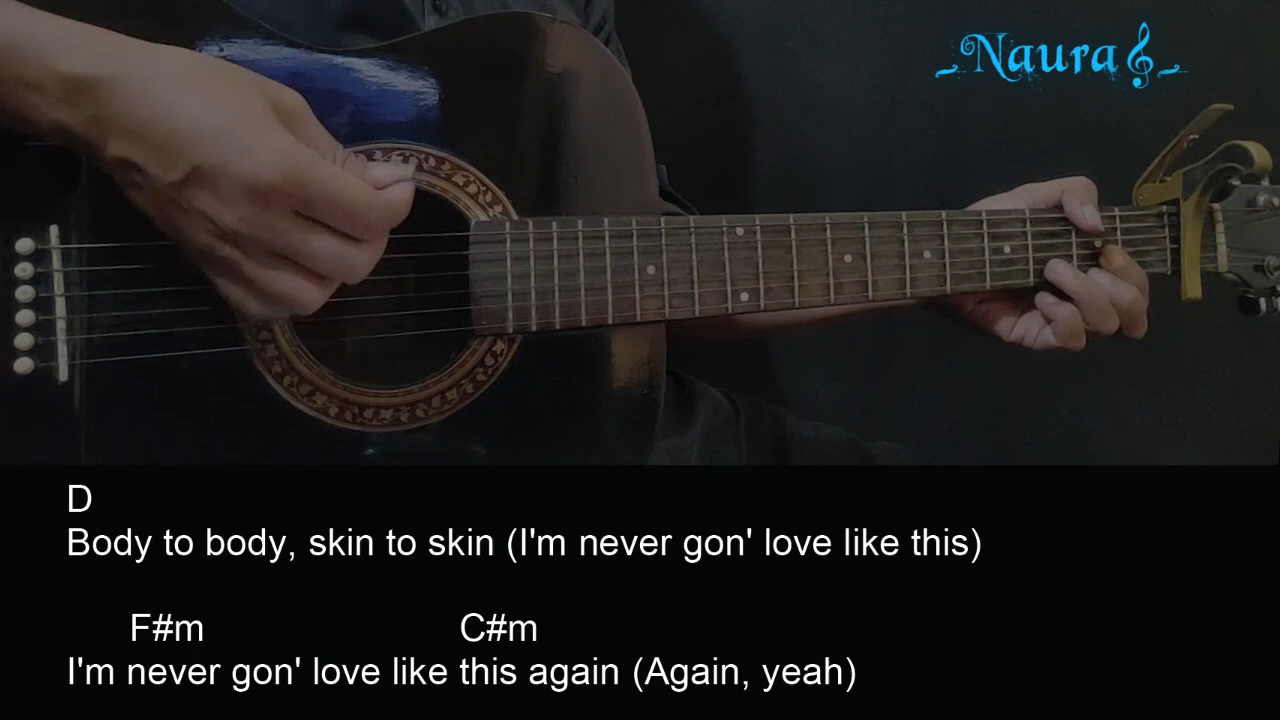 Naura
D
Body to body, skin to skin (I'm never gon' love like this)
F#m C#m
I'm never gon' love like this again (Again, yeah)